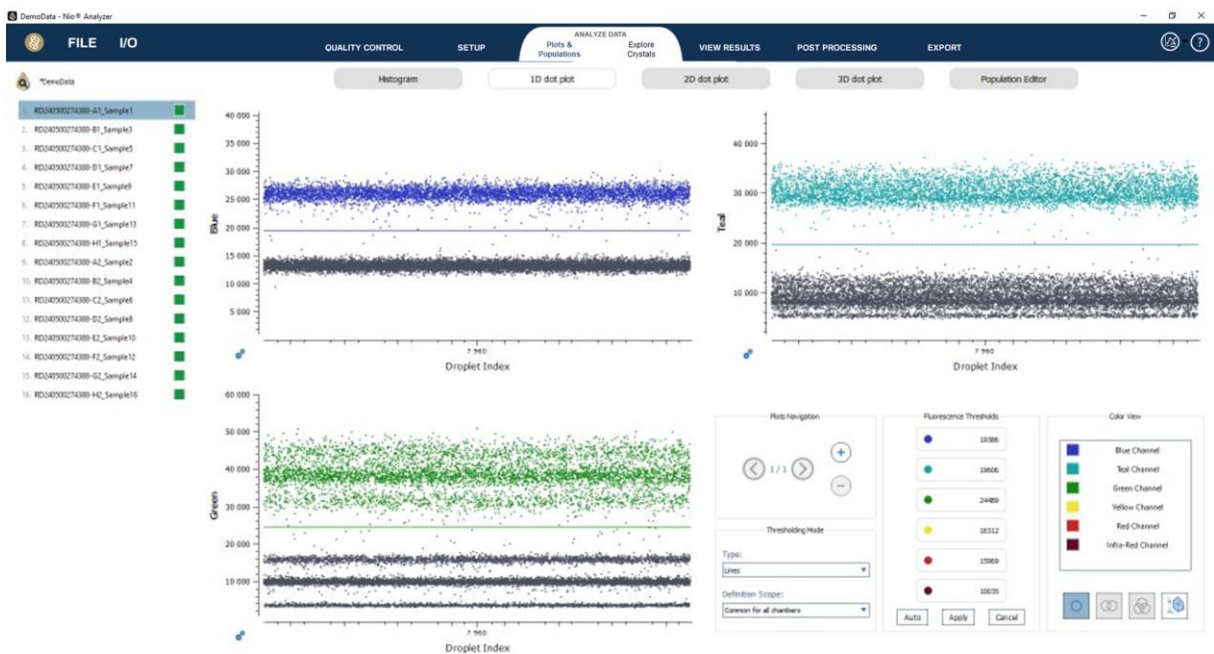 DemoData - Nio® Analyzer
FILE I/O
QUALITY CONTROL
SETUP
ANALYZE DATA
Plots &
Populations
Explore
Crystals
VIEW RESULTS
POST PROCESSING
EXPORT
*DemoData
Histogram
1D dot plot
2D dot plot
3D dot plot
Population Editor
1. RD240500274388-A1_Sample1
2. RD240500274388-B1_Sample3
3. RD240500274388-C1_Sample5
4. RD240500274388-D1_Sample7
5. RD240500274388-E1_Sample9
6. RD240500274388-F1_Sample11
7. RD240500274388-G1_Sample13
8. RD240500274388-H1_Sample15
9. RD240500274388-A2_Sample2
10. RD240500274388-B2_Sample4
11. RD240500274388-C2_Sample6
12. RD240500274388-D2_Sample8
13. RD240500274388-E2_Sample10
14. RD240500274388-F2_Sample12
15. RD240500274388-G2_Sample14
16. RD240500274388-H2_Sample16
40 000
35 000
30 000
25 000
20 000
15 000
10 000
5 000
Blue
7 960
Droplet Index
40 000
30 000
20 000
10 000
Teal
7 960
Droplet Index
60 000
50 000
40 000
30 000
20 000
10 000
Green
7 960
Droplet Index
Plots Navigation
1 / 1
Thresholding Mode
Type:
Lines
Definition Scope:
Common for all chambers
Fluorescence Thresholds
19386
19606
24489
16312
15969
10035
Auto
Apply
Cancel
Color View
Blue Channel
Teal Channel
Green Channel
Yellow Channel
Red Channel
Infra-Red Channel